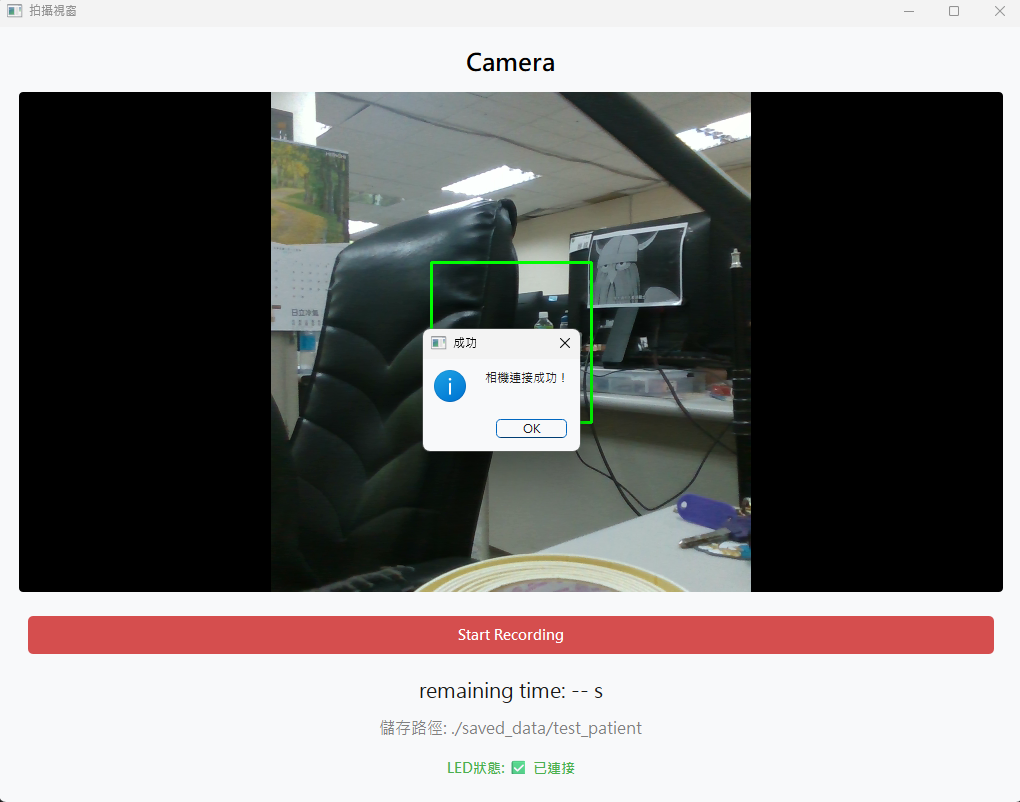 拍攝視窗
Camera
HITACHI
日立冷氣
成功
相機連接成功！
OK
Start Recording
remaining time: -- s
儲存路徑: ./saved_data/test_patient
LED狀態: ✅ 已連接